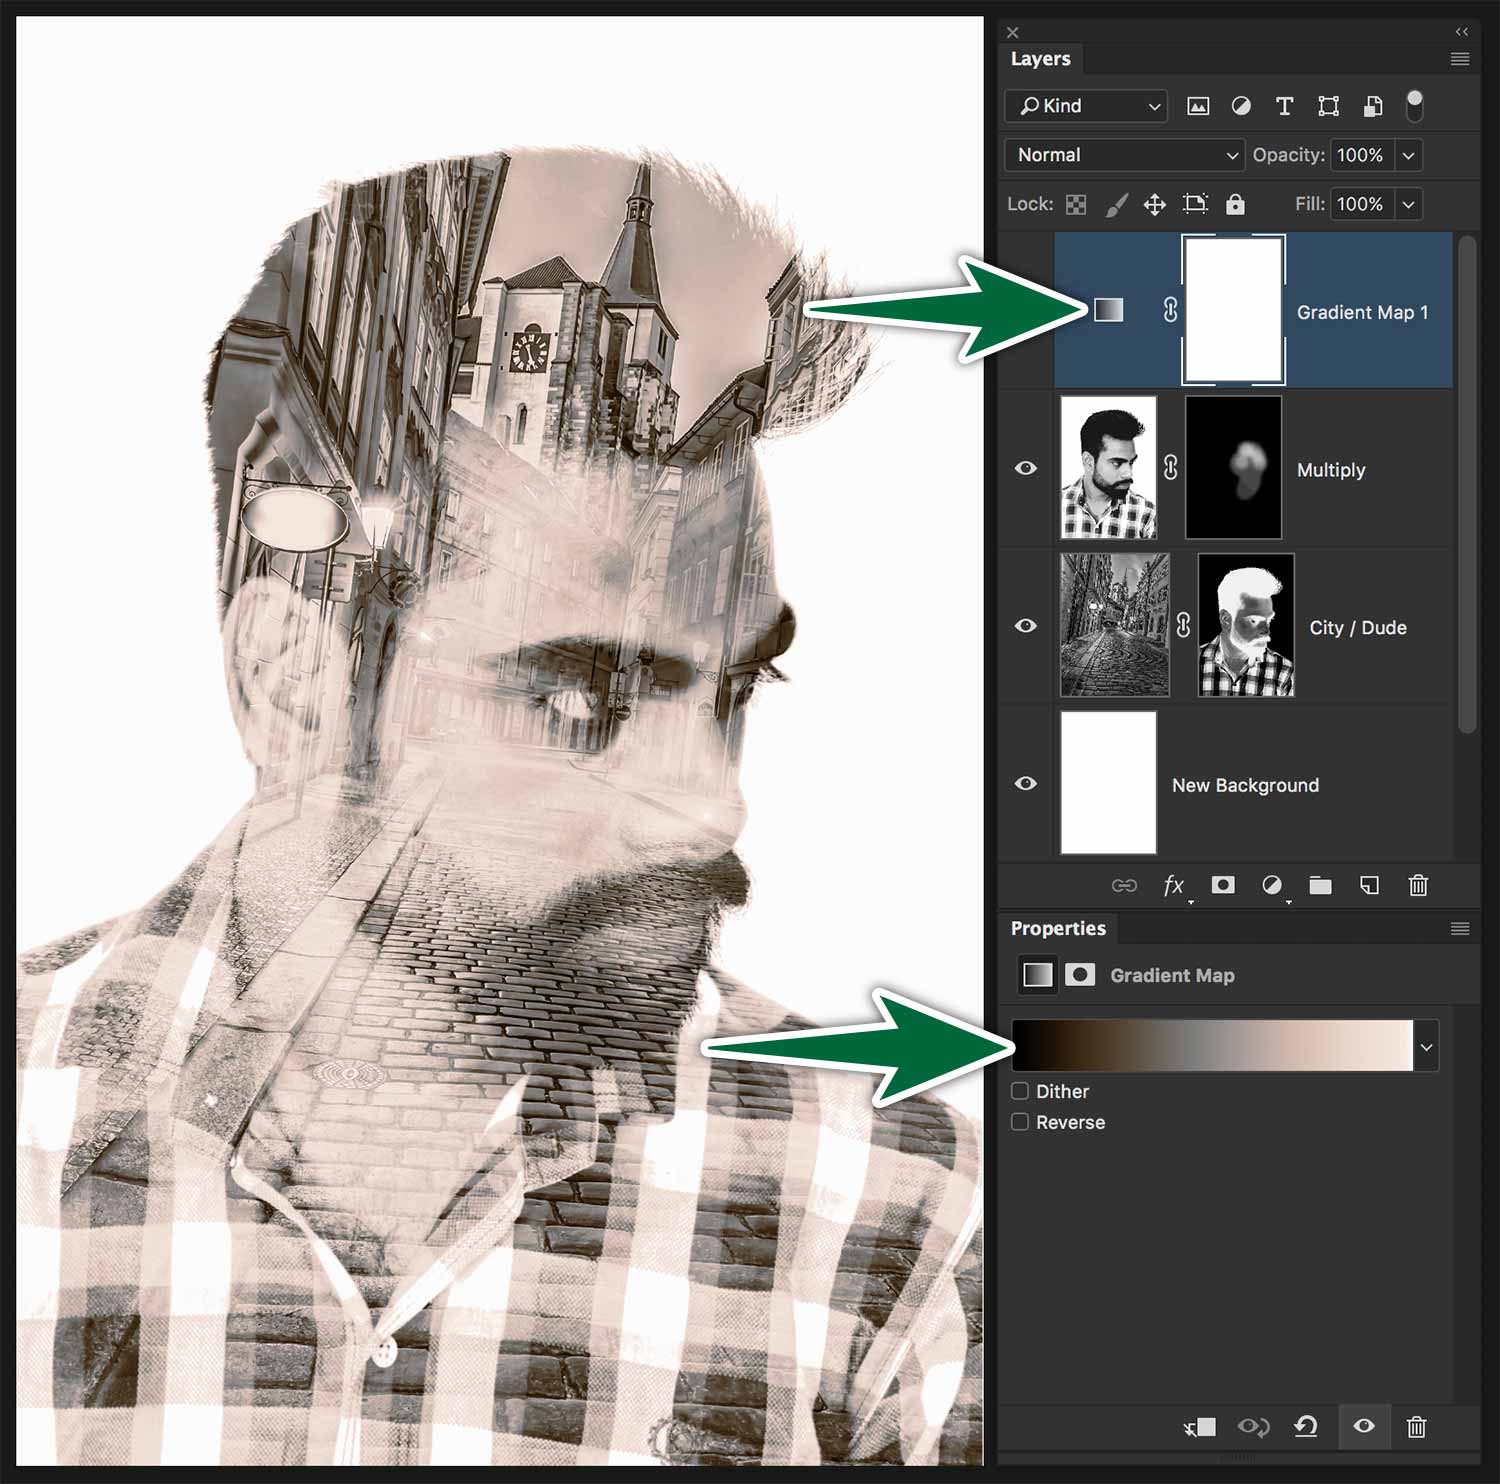 Layers
Kind
Normal
Opacity: 100%
Lock:
Fill: 100%
Gradient Map 1
Multiply
City / Dude
New Background
fx
Properties
Gradient Map
Dither
Reverse